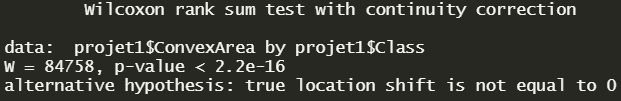 Wilcoxon rank sum test with continuity correction
data: projet1$ConvexArea by projet1$Class
W = 84758, p-value < 2.2e-16
alternative hypothesis: true location shift is not equal to 0